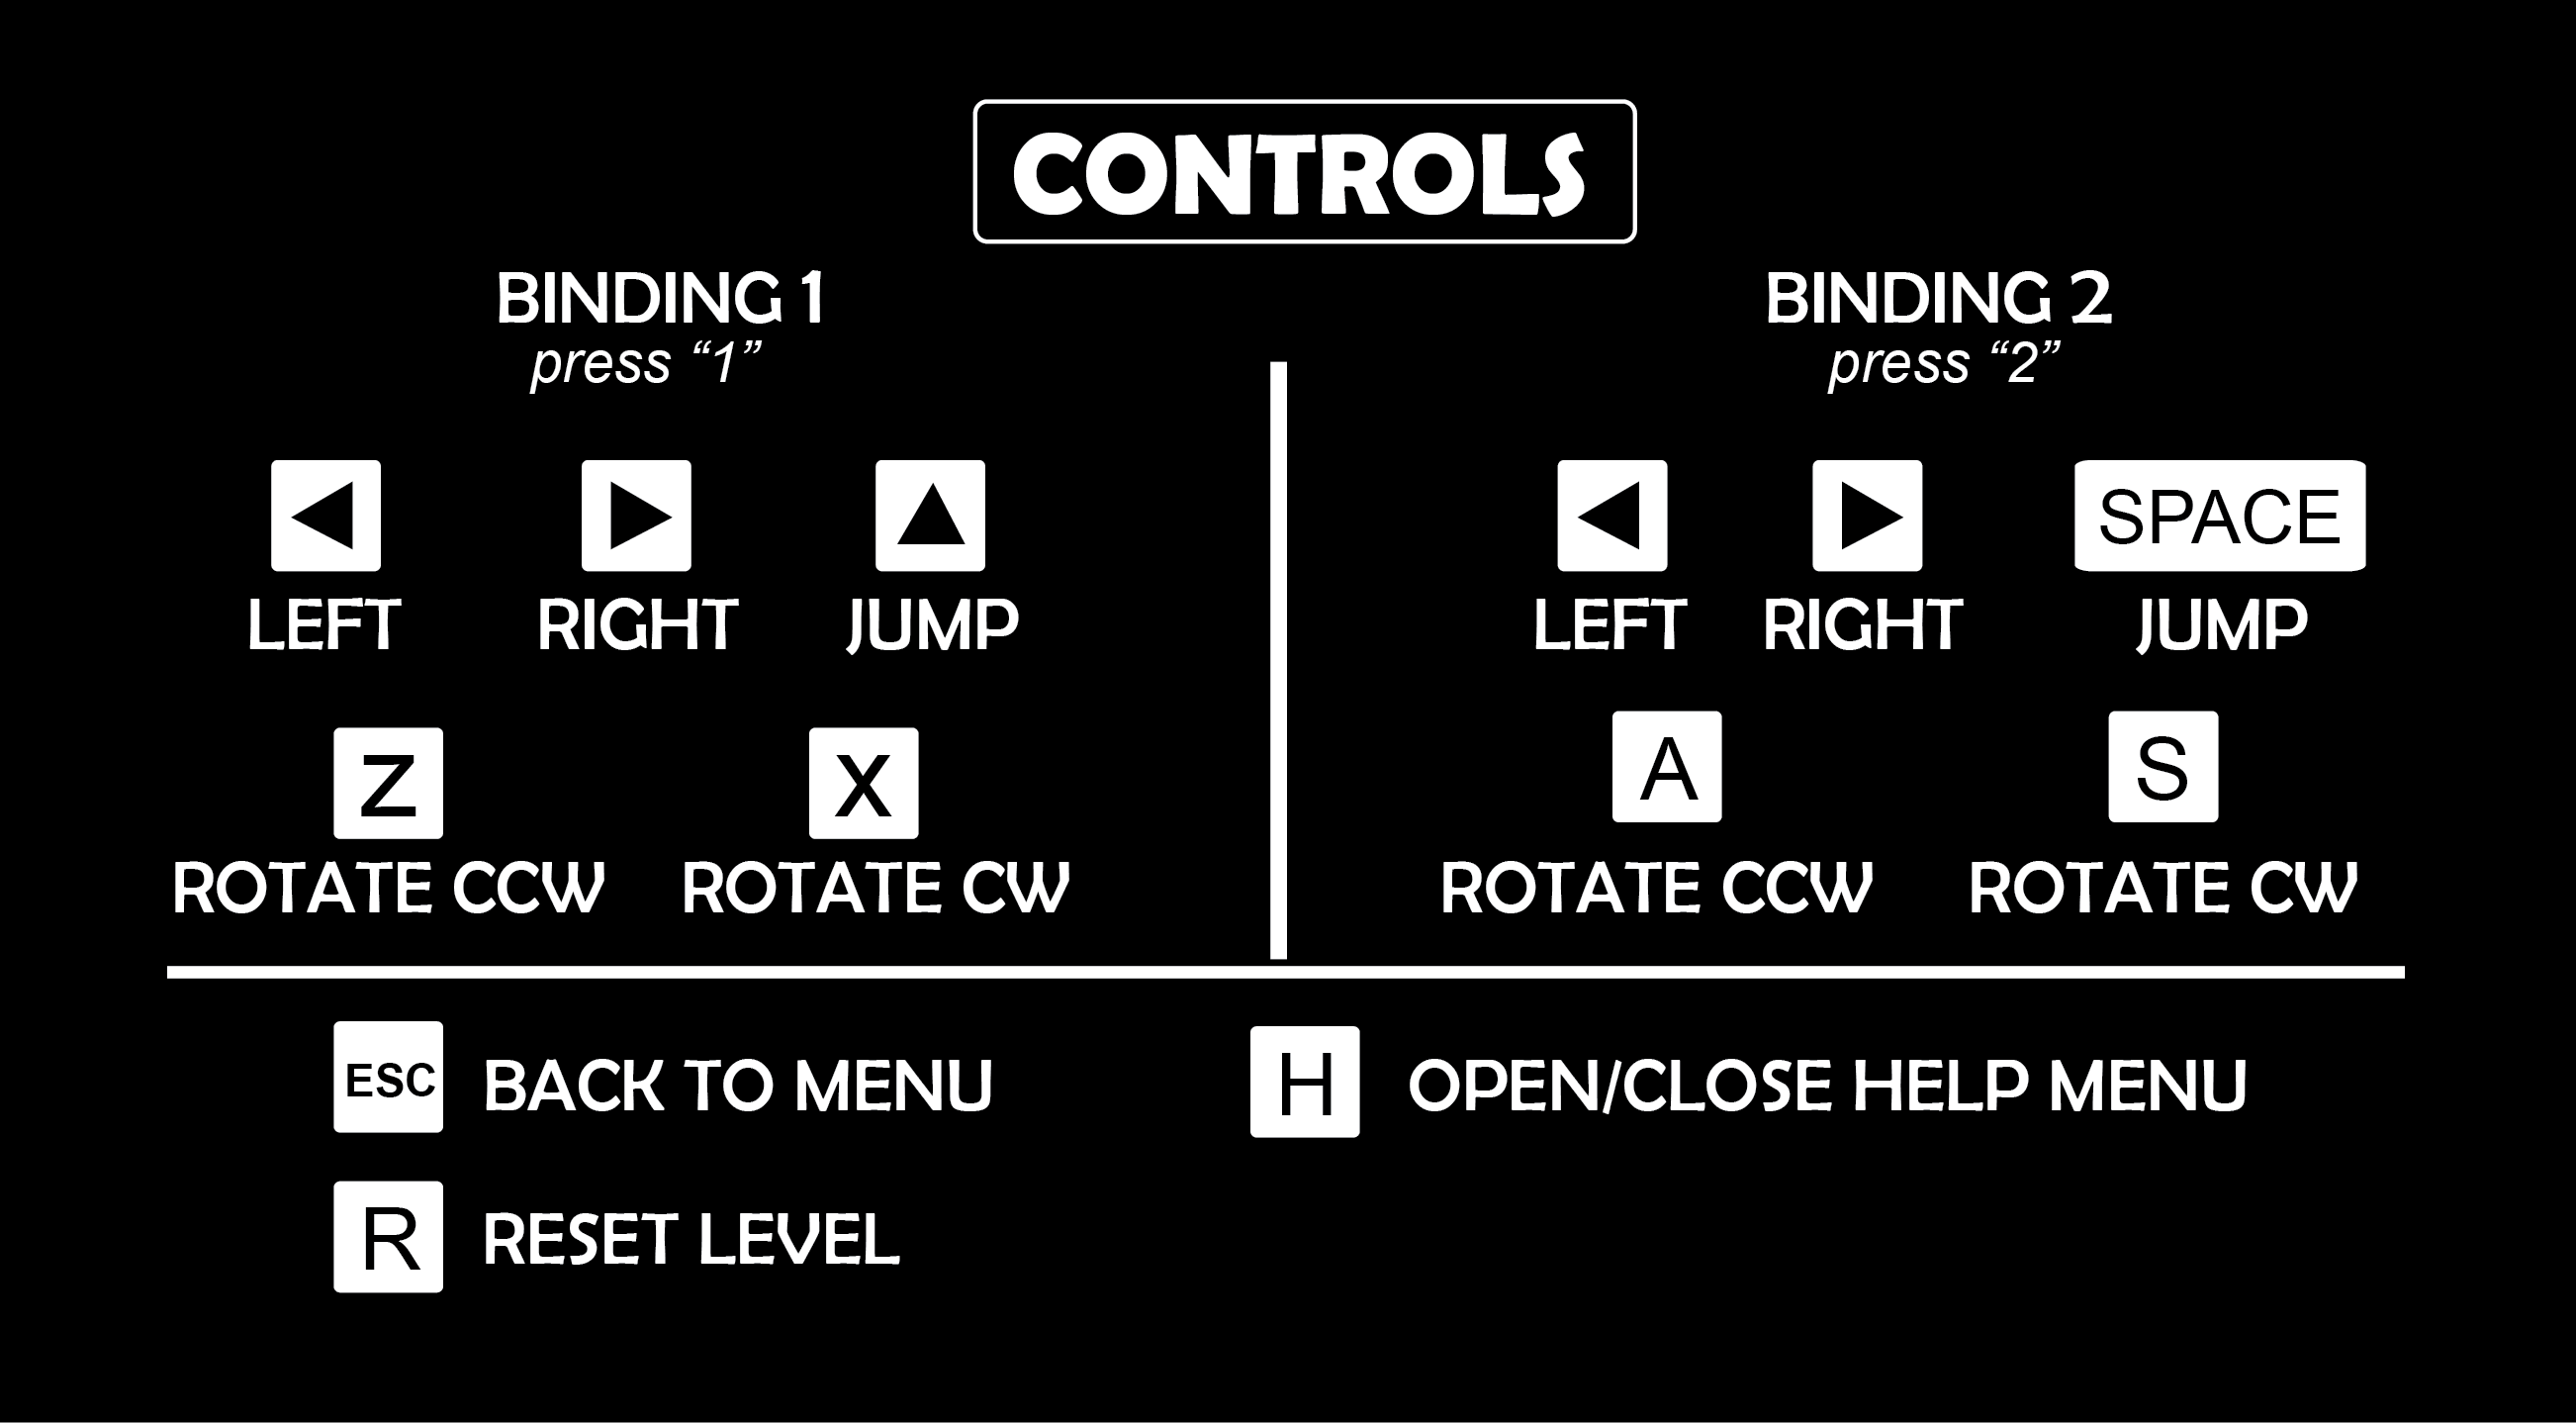 CONTROLS
BINDING 1
press “1”
LEFT
RIGHT
JUMP
Z
X
ROTATE CCW
ROTATE CW
BINDING 2
press “2”
SPACE
LEFT
RIGHT
JUMP
A
S
ROTATE CCW
ROTATE CW
ESC BACK TO MENU
H OPEN/CLOSE HELP MENU
R RESET LEVEL